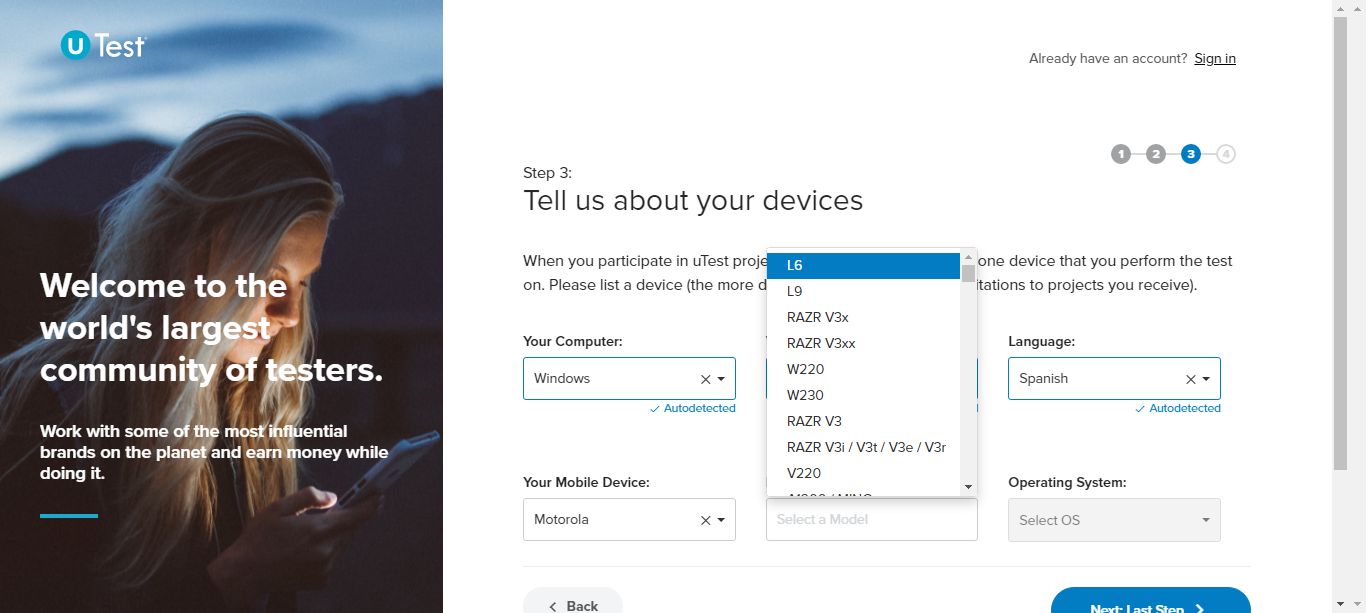 U Test
Already have an account? Sign in
1 2 3 4
Step 3:
Tell us about your devices
When you participate in uTest proje one device that you perform the test
on. Please list a device (the more d itations to projects you receive).
Welcome to the
world's largest
community of testers.
Work with some of the most influential
brands on the planet and earn money while
doing it.
Your Computer:
Windows
Autodetected
L6
L9
RAZR V3x
RAZR V3xx
W220
W230
RAZR V3
RAZR V3i / V3t / V3e / V3r
V220
Language:
Spanish
Autodetected
Your Mobile Device:
Motorola
Select a Model
Operating System:
Select OS
Back
Next: Last Step